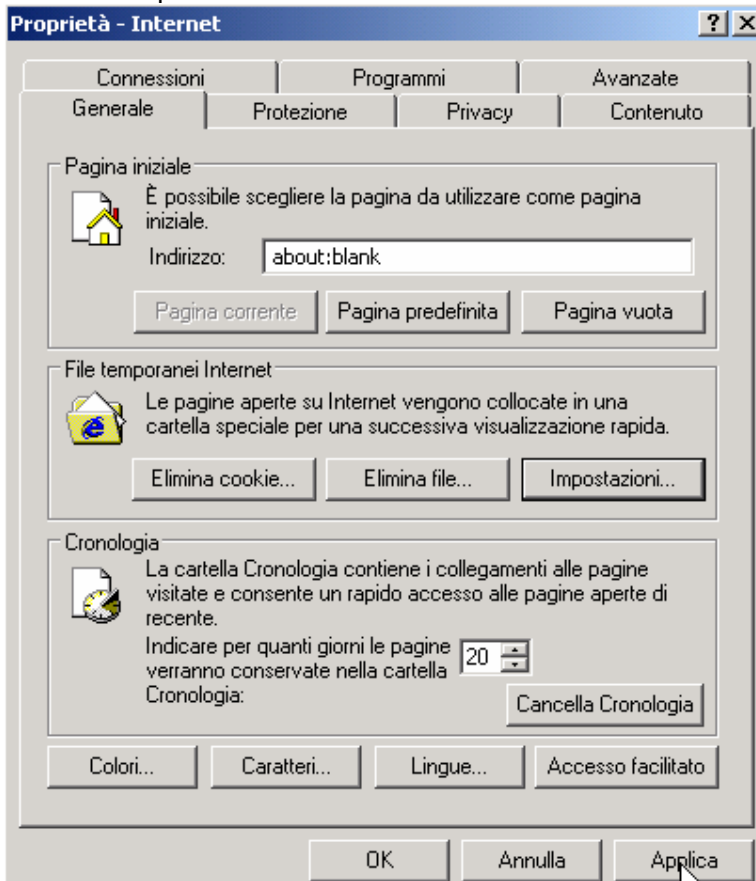 Proprietà - Internet
Connessioni Programmi Avanzate
Generale Protezione Privacy Contenuto
Pagina iniziale
È possibile scegliere la pagina da utilizzare come pagina
iniziale.
Indirizzo: about:blank
Pagina corrente Pagina predefinita Pagina vuota
File temporanei Internet
Le pagine aperte su Internet vengono collocate in una
cartella speciale per una successiva visualizzazione rapida.
Elimina cookie... Elimina file... Impostazioni...
Cronologia
La cartella Cronologia contiene i collegamenti alle pagine
visitate e consente un rapido accesso alle pagine aperte di
recente.
Indicare per quanti giorni le pagine
verranno conservate nella cartella
Cronologia:
20
Cancella Cronologia
Colori... Caratteri... Lingue... Accesso facilitato
OK Annulla Applica